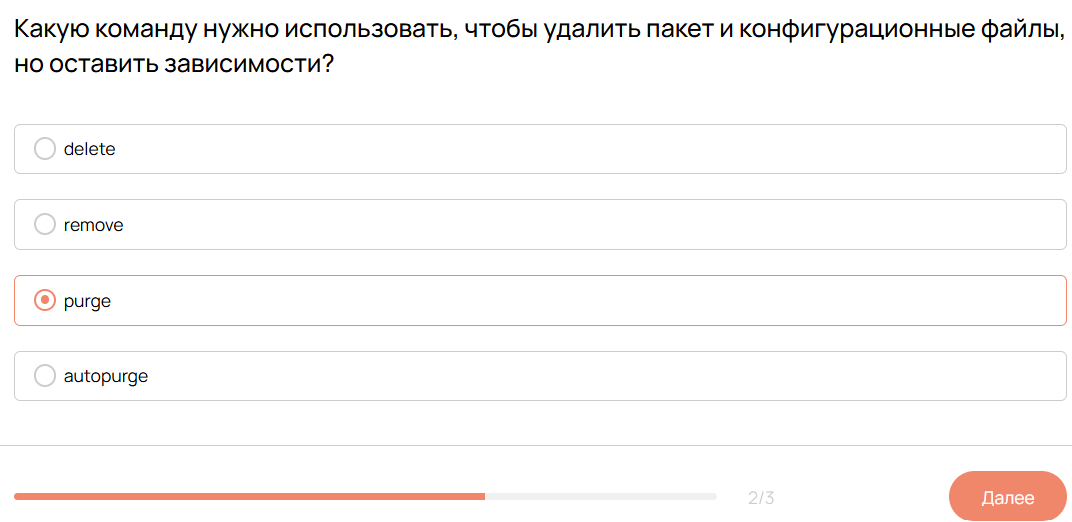 Какую команду нужно использовать, чтобы удалить пакет и конфигурационные файлы,
но оставить зависимости?
delete
remove
purge
autopurge
2/3
Далее